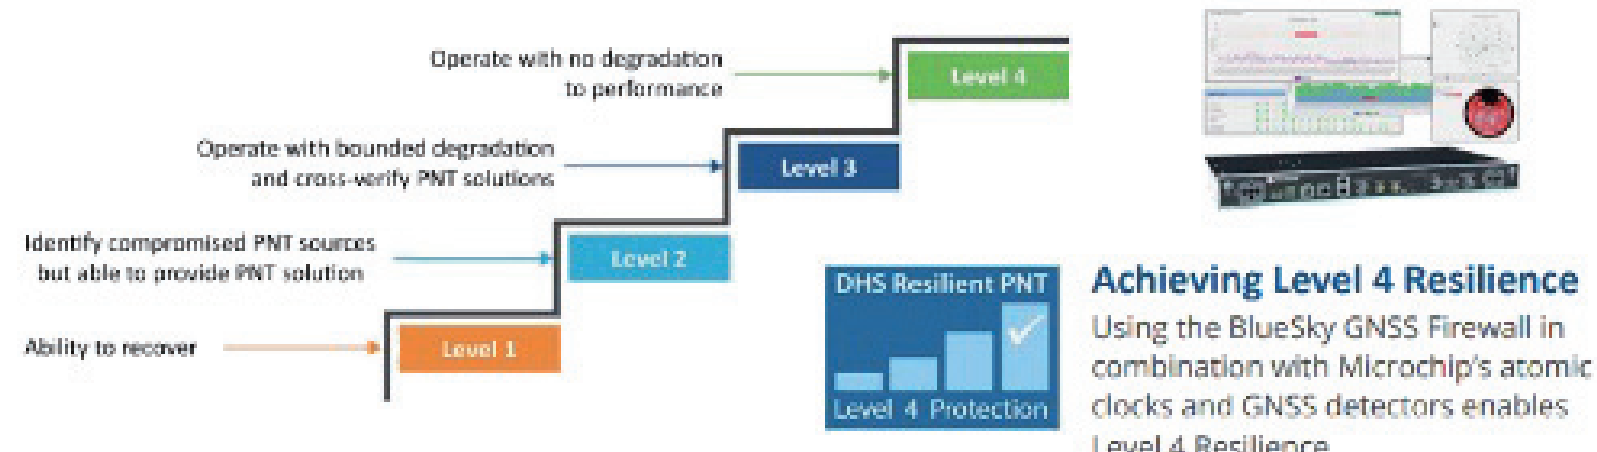 Operate with no degradation
to performance
Level 4
Operate with bounded degradation
and cross-verify PNT solutions
Level 3
Identify compromised PNT sources
but able to provide PNT solution
Level 2
Ability to recover
Level 1
DHS Resilient PNT
Level 4 Protection
Achieving Level 4 Resilience
Using the BlueSky GNSS Firewall in
combination with Microchip's atomic
clocks and GNSS detectors enables
Level 4 Resilience